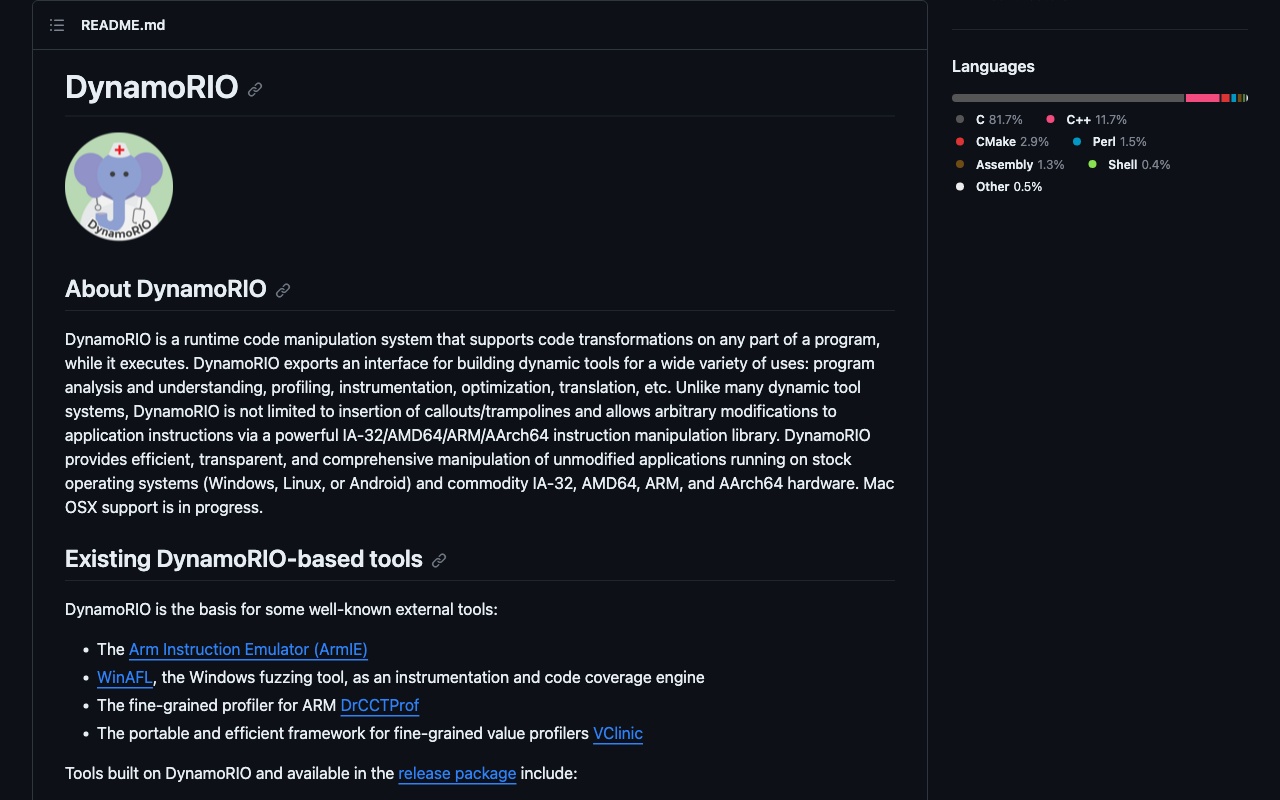 README.md
DynamoRIO
DynamoRIO
About DynamoRIO
DynamoRIO is a runtime code manipulation system that supports code transformations on any part of a program,
while it executes. DynamoRIO exports an interface for building dynamic tools for a wide variety of uses: program
analysis and understanding, profiling, instrumentation, optimization, translation, etc. Unlike many dynamic tool
systems, DynamoRIO is not limited to insertion of callouts/trampolines and allows arbitrary modifications to
application instructions via a powerful IA-32/AMD64/ARM/AArch64 instruction manipulation library. DynamoRIO
provides efficient, transparent, and comprehensive manipulation of unmodified applications running on stock
operating systems (Windows, Linux, or Android) and commodity IA-32, AMD64, ARM, and AArch64 hardware. Mac
OSX support is in progress.
Existing DynamoRIO-based tools
DynamoRIO is the basis for some well-known external tools:
• The Arm Instruction Emulator (ArmIE)
• WinAFL, the Windows fuzzing tool, as an instrumentation and code coverage engine
• The fine-grained profiler for ARM DrCCTProf
• The portable and efficient framework for fine-grained value profilers VClinic
Tools built on DynamoRIO and available in the release package include:
Languages
C 81.7% C++ 11.7%
CMake 2.9% Perl 1.5%
Assembly 1.3% Shell 0.4%
Other 0.5%